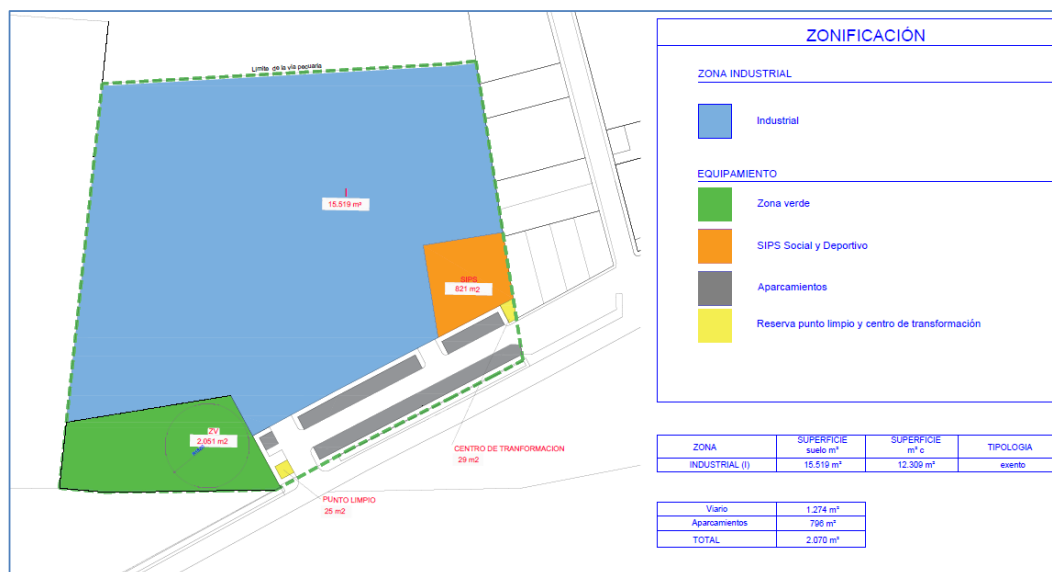 Limite de la via pecuaria
I
15,519 m²
SIPS
821 m2
ZV
2,051 m2
CENTRO DE TRANFORMACION
29 m2
PUNTO LIMPIO
25 m2
ZONIFICACIÓN
ZONA INDUSTRIAL
Industrial
EQUIPAMIENTO
Zona verde
SIPS Social y Deportivo
Aparcamientos
Reserva punto limpio y centro de transformación
ZONA SUPERFICIE suelo m² SUPERFICIE m² c TIPOLOGIA
INDUSTRIAL (I) 15.519 m² 12.309 m² exento
Viario 1.274 m²
Aparcamientos 796 m²
TOTAL 2.070 m²